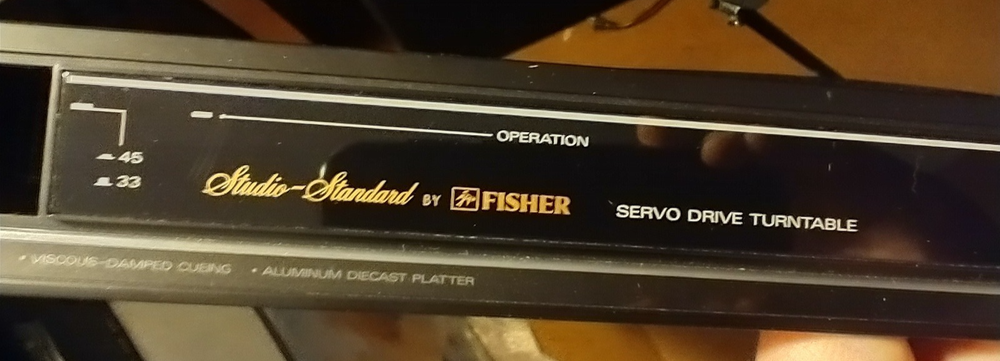 OPERATION
45
33
Studio-Standard BY FISHER
SERVO DRIVE TURNTABLE
• VISCOUS-DAMPED CUEING • ALUMINUM DIECAST PLATTER